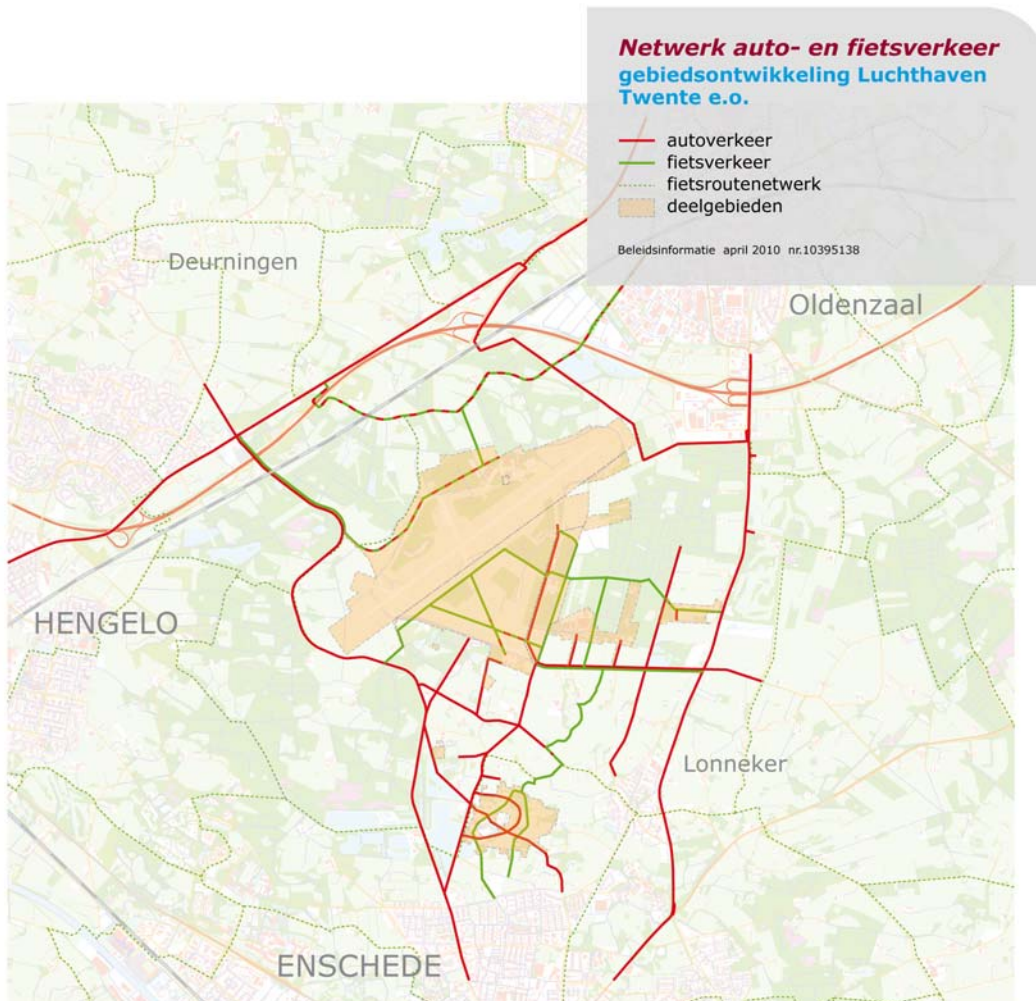 Netwerk auto- en fietsverkeer
gebiedsontwikkeling Luchthaven
Twente e.o.
autoverkeer
fietsverkeer
fietsroutenetwerk
deelgebieden
Beleidsinformatie april 2010 nr.10395138
Deurningen
Oldenzaal
HENGELO
Lonneker
ENSCHEDE